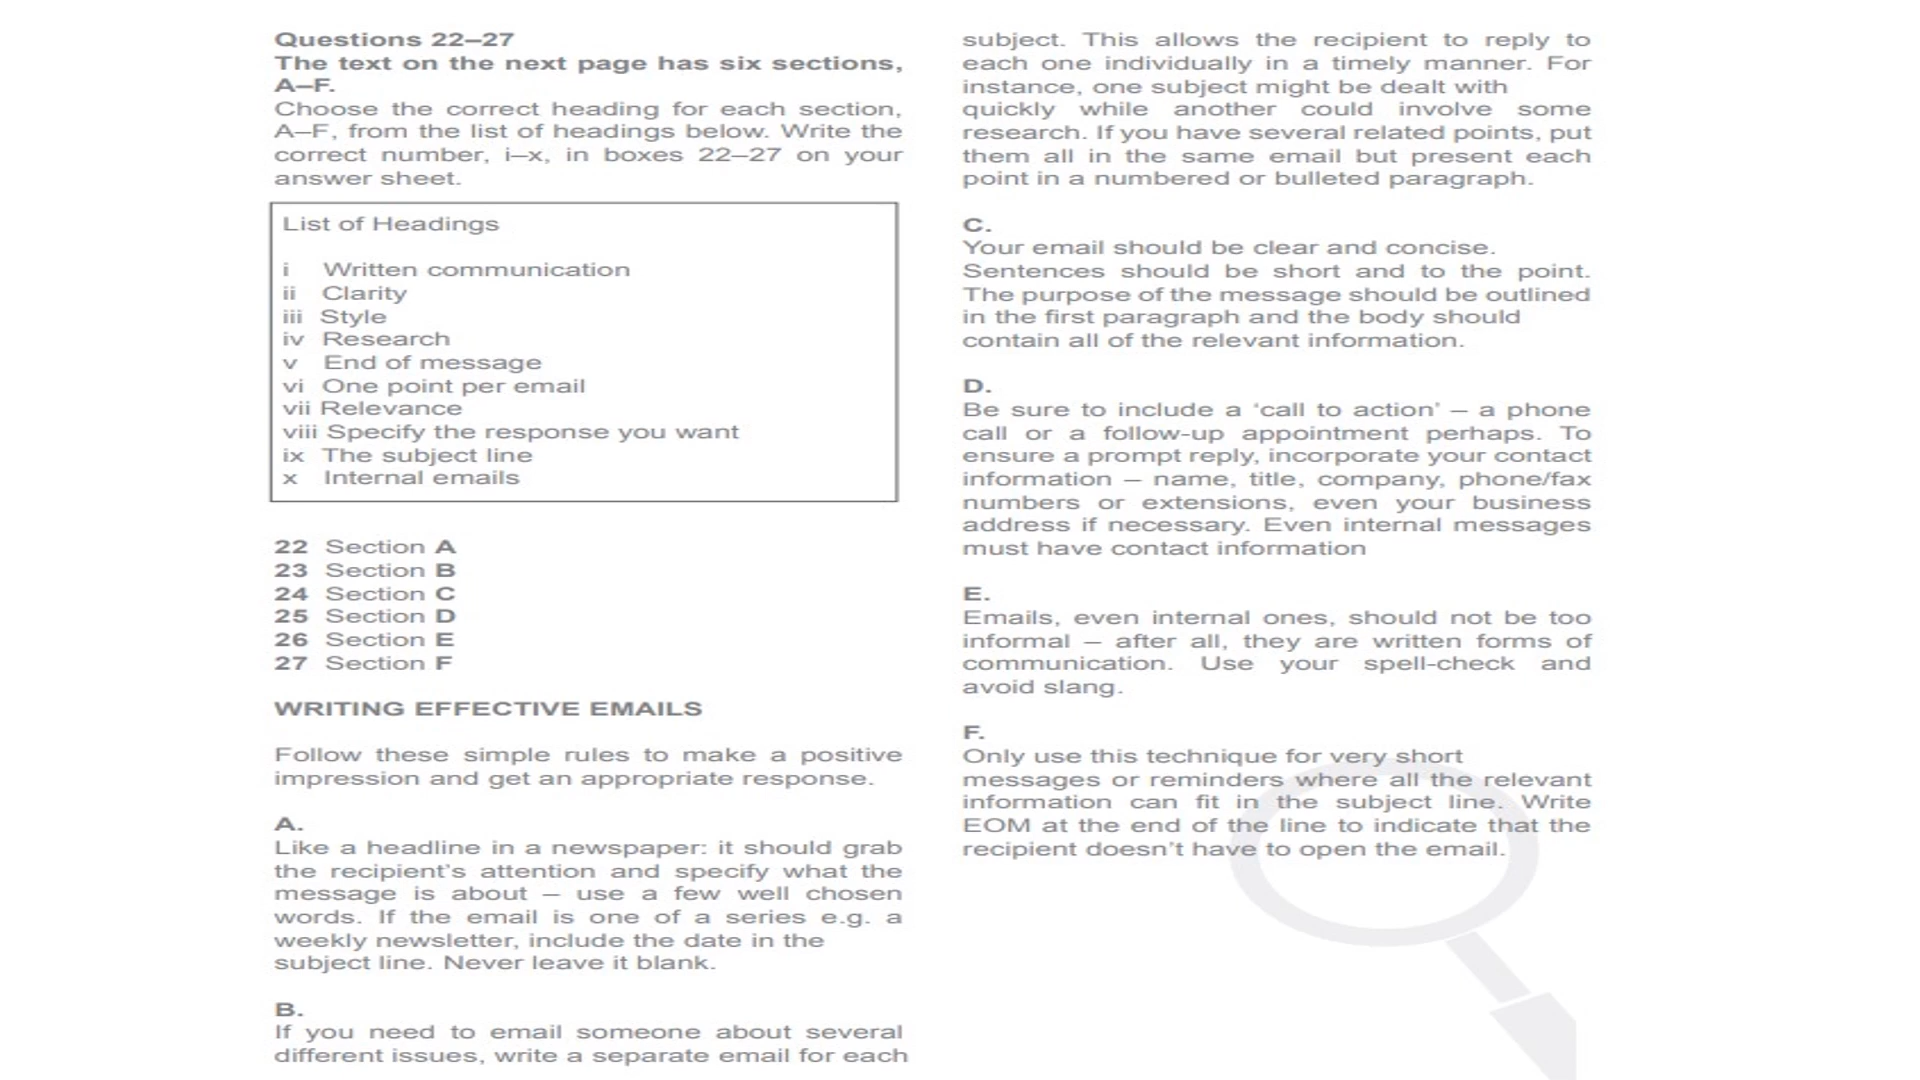 Questions 22–27
The text on the next page has six sections,
A–F.
Choose the correct heading for each section,
A–F, from the list of headings below. Write the
correct number, i–x, in boxes 22–27 on your
answer sheet.
List of Headings
i Written communication
ii Clarity
iii Style
iv Research
v End of message
vi One point per email
vii Relevance
viii Specify the response you want
ix The subject line
x Internal emails
22 Section A
23 Section B
24 Section C
25 Section D
26 Section E
27 Section F
WRITING EFFECTIVE EMAILS
Follow these simple rules to make a positive
impression and get an appropriate response.
A.
Like a headline in a newspaper: it should grab
the recipient's attention and specify what the
message is about – use a few well chosen
words. If the email is one of a series e.g. a
weekly newsletter, include the date in the
subject line. Never leave it blank.
B.
If you need to email someone about several
different issues, write a separate email for each
subject. This allows the recipient to reply to
each one individually in a timely manner. For
instance, one subject might be dealt with
quickly while another could involve some
research. If you have several related points, put
them all in the same email but present each
point in a numbered or bulleted paragraph.
C.
Your email should be clear and concise.
Sentences should be short and to the point.
The purpose of the message should be outlined
in the first paragraph and the body should
contain all of the relevant information.
D.
Be sure to include a 'call to action' – a phone
call or a follow-up appointment perhaps. To
ensure a prompt reply, incorporate your contact
information – name, title, company, phone/fax
numbers or extensions, even your business
address if necessary. Even internal messages
must have contact information
E.
Emails, even internal ones, should not be too
informal – after all, they are written forms of
communication. Use your spell-check and
avoid slang.
F.
Only use this technique for very short
messages or reminders where all the relevant
information can fit in the subject line. Write
EOM at the end of the line to indicate that the
recipient doesn't have to open the email.